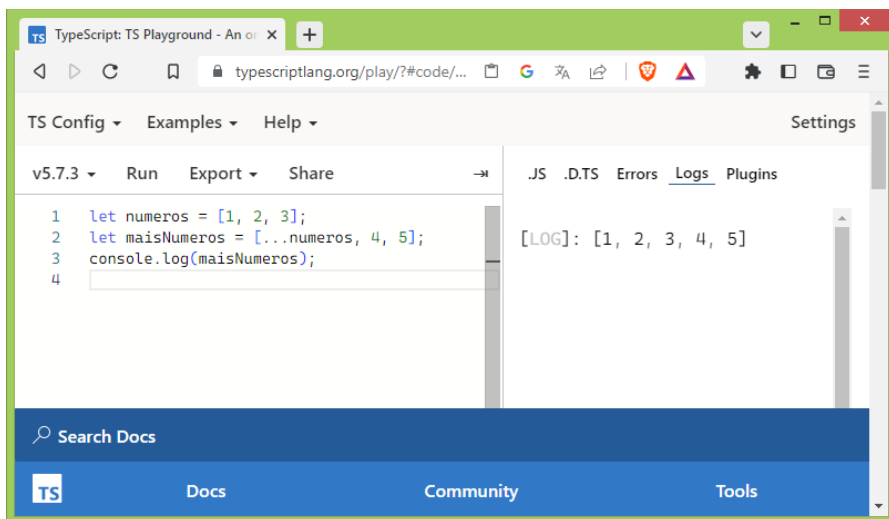 TS TypeScript: TS Playground - An or
typescriptlang.org/play/?#code/...
TS Config Examples Help Settings
v5.7.3 Run Export Share
.JS .D.TS Errors Logs Plugins
1 let numeros = [1, 2, 3];
2 let maisNumeros = [...numeros, 4, 5];
3 console.log(maisNumeros);
4
[LOG]: [1, 2, 3, 4, 5]
Search Docs
TS Docs Community Tools